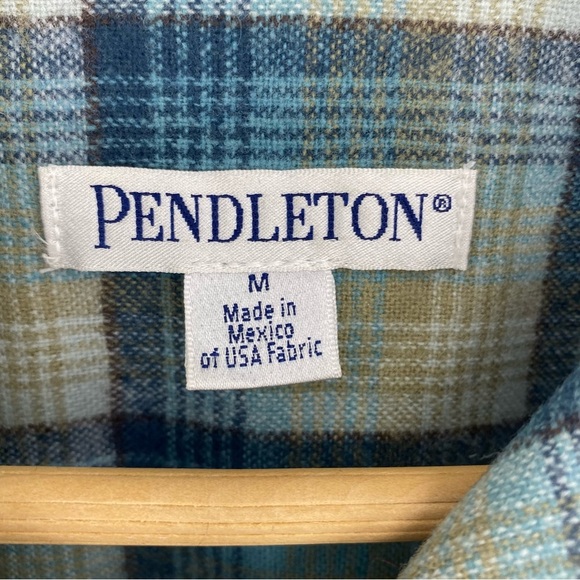 PENDLETON®
M
Made in
Mexico
of USA Fabric